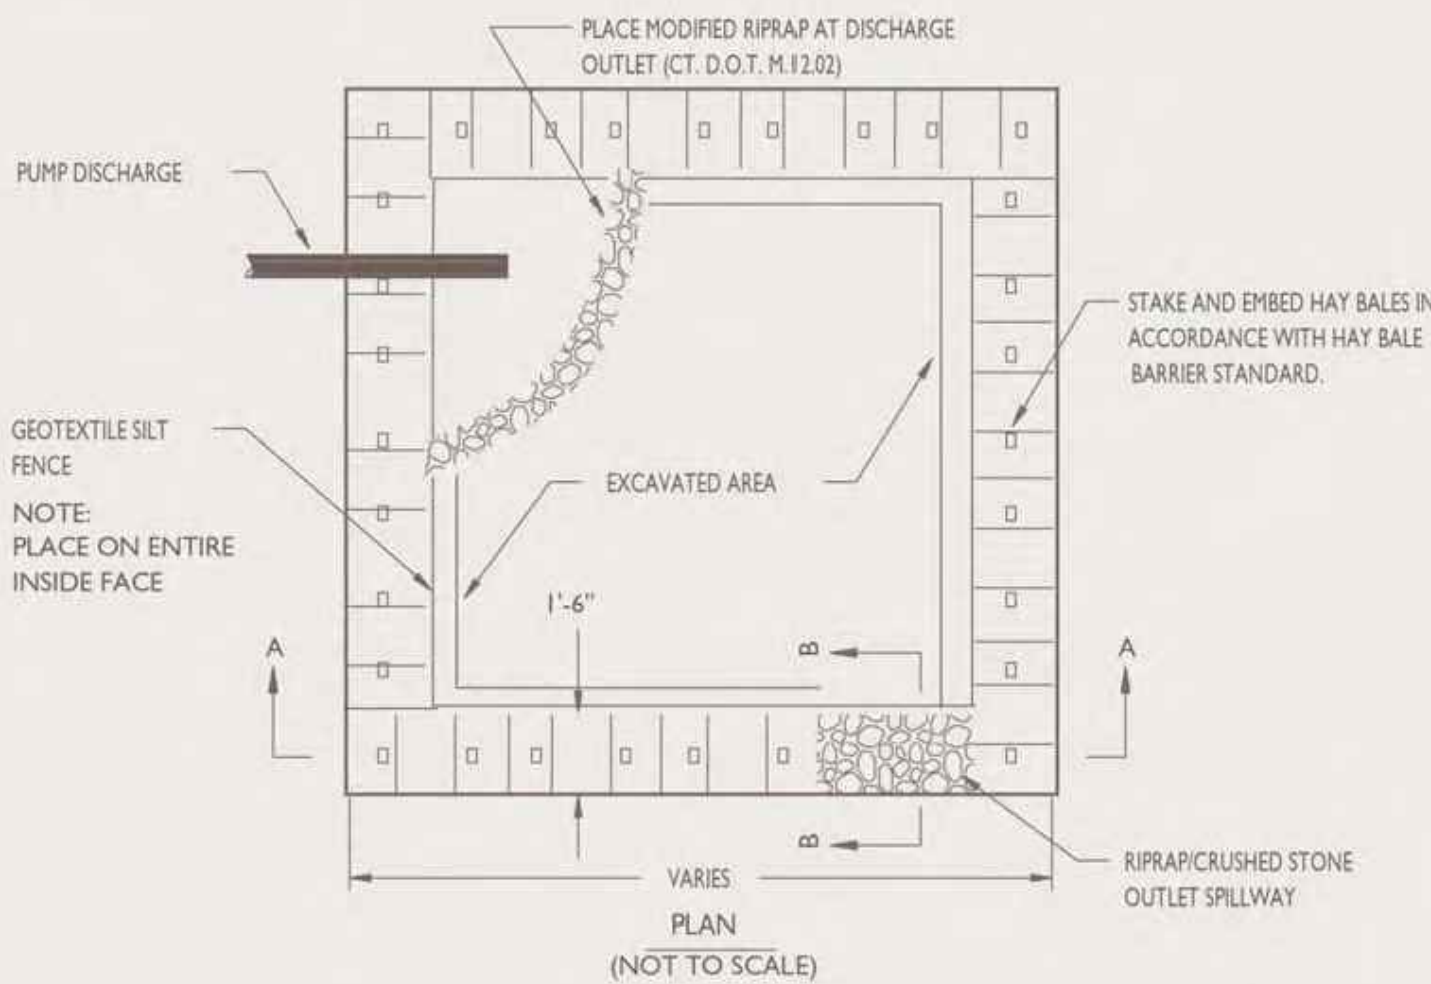 PLACE MODIFIED RIPRAP AT DISCHARGE
OUTLET (CT. D.O.T. M.12.02)
PUMP DISCHARGE
STAKE AND EMBED HAY BALES IN
ACCORDANCE WITH HAY BALE
BARRIER STANDARD.
GEOTEXTILE SILT
FENCE
NOTE:
PLACE ON ENTIRE
INSIDE FACE
EXCAVATED AREA
1'-6"
A
B
A
B
VARIES
RIPRAP/CRUSHED STONE
OUTLET SPILLWAY
PLAN
(NOT TO SCALE)